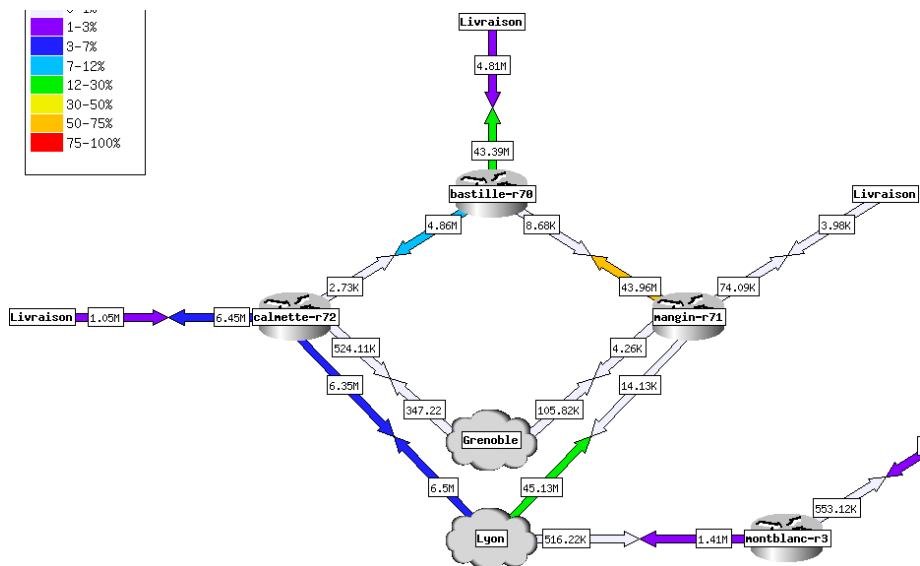 1-3%
3-7%
7-12%
12-30%
30-50%
50-75%
75-100%
Livraison
4.81M
43.39M
bastille-r70
Livraison
4.86M
8.68K
3.98K
2.73K
43.96M
74.09K
Livraison
1.05M
6.45M
calmette-r72
mangin-r71
524.11K
4.26K
6.35M
14.13K
347.22
105.82K
Grenoble
6.5M
45.13M
553.12K
Lyon
516.22K
1.41M
montblanc-r3